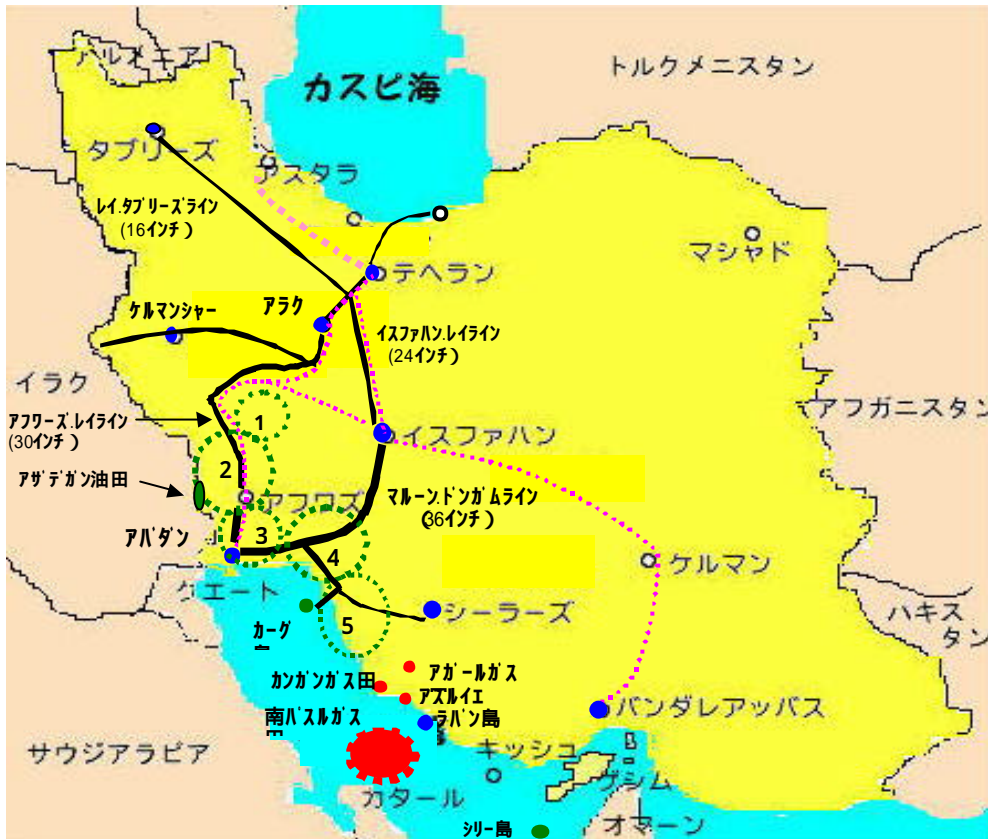 アルメニア
トルクメニスタン
カスピ海
タブリーズ
アスタラ
レイ.タブリーズライン
(16インチ)
マシャド
テヘラン
ケルマンシャー
アラク
イスファハン.レイライン
(24インチ)
イラク
アフワーズ.レイライン
(30インチ)
1
イスファハン
アフガニスタン
2
アザデガン油田
アフワズ
マルーン.ドンガムライン
(36インチ)
アバダン
3
4
ケルマン
クエート
シーラーズ
ハキス
タン
カーグ
島
5
アガールガス
カンガンガス田
アズルイエ
南パスルガス
田
ラバン島
バンダレアッバス
サウジアラビア
キッシュ
ゲシム
カタール
シリー島
オマーン